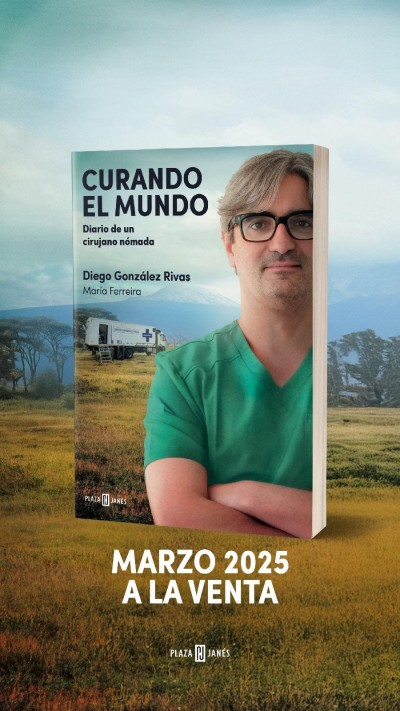 CURANDO
EL MUNDO
Diario de un
cirujano nómada
Diego González Rivas
María Ferreira
PLAZA JANÉS
MARZO 2025
A LA VENTA
PLAZA JANÉS